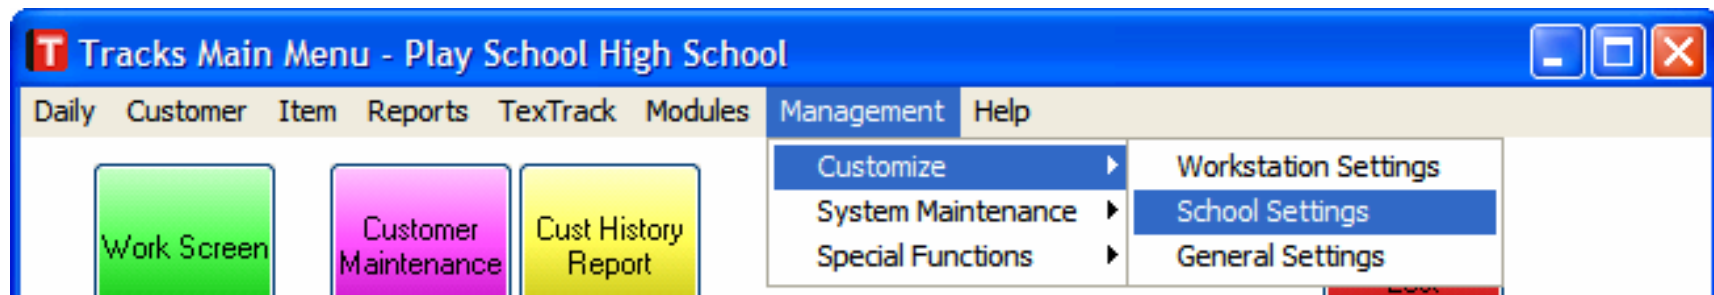 T Tracks Main Menu - Play School High School
Daily Customer Item Reports TexTrack Modules Management Help
Customize Workstation Settings
System Maintenance School Settings
Special Functions General Settings
Work Screen
Customer
Maintenance
Cust History
Report